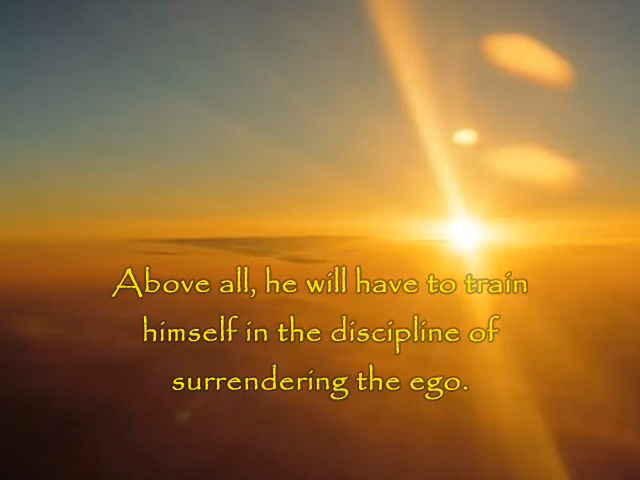 Above all, he will have to train
himself in the discipline of
surrendering the ego.